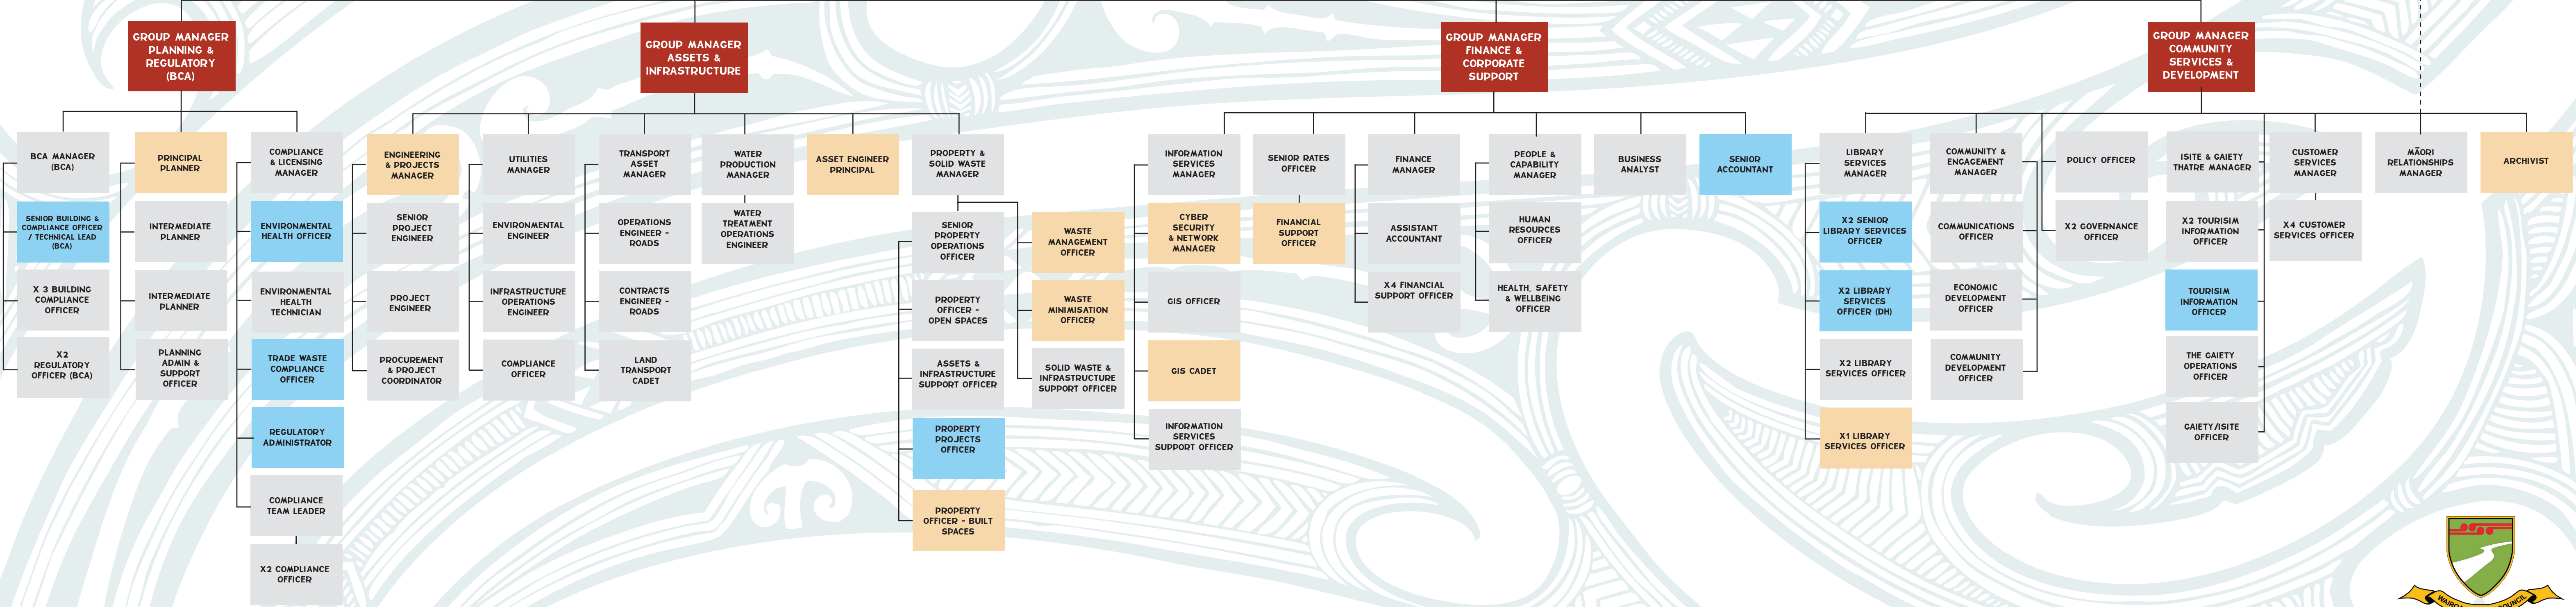 GROUP MANAGER
PLANNING &
REGULATORY
(BCA)
BCA MANAGER
(BCA)
SENIOR BUILDING &
COMPLIANCE OFFICER
/ TECHNICAL LEAD
(BCA)
X 3 BUILDING
COMPLIANCE
OFFICER
X2
REGULATORY
OFFICER (BCA)
PRINCIPAL
PLANNER
INTERMEDIATE
PLANNER
INTERMEDIATE
PLANNER
PLANNING
ADMIN &
SUPPORT
OFFICER
COMPLIANCE
& LICENSING
MANAGER
ENVIRONMENTAL
HEALTH OFFICER
ENVIRONMENTAL
HEALTH
TECHNICIAN
TRADE WASTE
COMPLIANCE
OFFICER
REGULATORY
ADMINISTRATOR
COMPLIANCE
TEAM LEADER
X2 COMPLIANCE
OFFICER
GROUP MANAGER
ASSETS &
INFRASTRUCTURE
ENGINEERING
& PROJECTS
MANAGER
SENIOR
PROJECT
ENGINEER
PROJECT
ENGINEER
PROCUREMENT
& PROJECT
COORDINATOR
UTILITIES
MANAGER
ENVIRONMENTAL
ENGINEER
INFRASTRUCTURE
OPERATIONS
ENGINEER
COMPLIANCE
OFFICER
TRANSPORT
ASSET
MANAGER
OPERATIONS
ENGINEER -
ROADS
CONTRACTS
ENGINEER -
ROADS
LAND
TRANSPORT
CADET
WATER
PRODUCTION
MANAGER
WATER
TREATMENT
OPERATIONS
ENGINEER
ASSET ENGINEER
PRINCIPAL
PROPERTY &
SOLID WASTE
MANAGER
SENIOR
PROPERTY
OPERATIONS
OFFICER
PROPERTY
OFFICER -
OPEN SPACES
ASSETS &
INFRASTRUCTURE
SUPPORT OFFICER
PROPERTY
PROJECTS
OFFICER
PROPERTY
OFFICER - BUILT
SPACES
WASTE
MANAGEMENT
OFFICER
WASTE
MINIMISATION
OFFICER
SOLID WASTE &
INFRASTRUCTURE
SUPPORT OFFICER
GROUP MANAGER
FINANCE &
CORPORATE
SUPPORT
INFORMATION
SERVICES
MANAGER
CYBER
SECURITY
& NETWORK
MANAGER
GIS OFFICER
GIS CADET
INFORMATION
SERVICES
SUPPORT OFFICER
SENIOR RATES
OFFICER
FINANCIAL
SUPPORT
OFFICER
FINANCE
MANAGER
ASSISTANT
ACCOUNTANT
X4 FINANCIAL
SUPPORT OFFICER
PEOPLE &
CAPABILITY
MANAGER
HUMAN
RESOURCES
OFFICER
HEALTH, SAFETY
& WELLBEING
OFFICER
BUSINESS
ANALYST
SENIOR
ACCOUNTANT
GROUP MANAGER
COMMUNITY
SERVICES &
DEVELOPMENT
LIBRARY
SERVICES
MANAGER
X2 SENIOR
LIBRARY SERVICES
OFFICER
X2 LIBRARY
SERVICES
OFFICER (DH)
X2 LIBRARY
SERVICES OFFICER
X1 LIBRARY
SERVICES OFFICER
COMMUNITY &
ENGAGEMENT
MANAGER
COMMUNICATIONS
OFFICER
ECONOMIC
DEVELOPMENT
OFFICER
COMMUNITY
DEVELOPMENT
OFFICER
POLICY OFFICER
X2 GOVERNANCE
OFFICER
ISITE & GAIETY
THATRE MANAGER
X2 TOURISIM
INFORMATION
OFFICER
TOURISIM
INFORMATION
OFFICER
THE GAIETY
OPERATIONS
OFFICER
GAIETY/ISITE
OFFICER
CUSTOMER
SERVICES
MANAGER
X4 CUSTOMER
SERVICES OFFICER
MĀORI
RELATIONSHIPS
MANAGER
ARCHIVIST